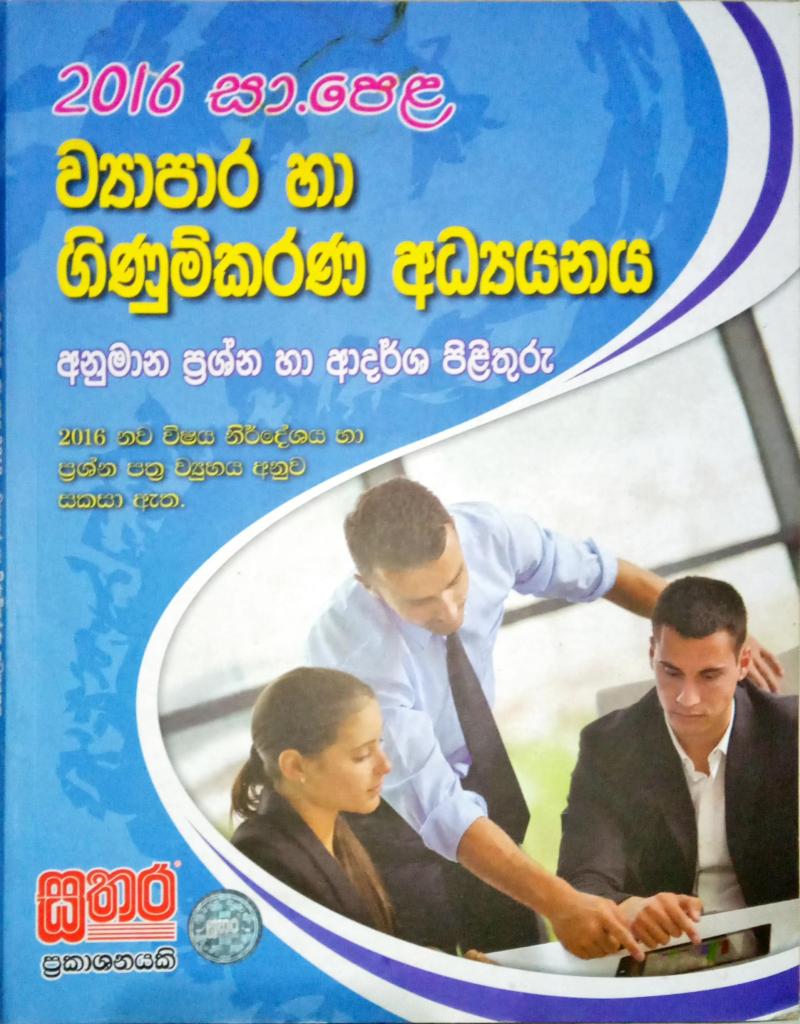 2016 සා.පෙළ
ව්‍යාපාර හා
ගිණුම්කරණ අධ්‍යයනය
අනුමාන ප්‍රශ්න හා ආදර්ශ පිළිතුරු
2016 නව විෂය නිර්දේශය හා
ප්‍රශ්න පත්‍ර ව්‍යුහය අනුව
සකසා ඇත.
සතර
ප්‍රකාශනයකි